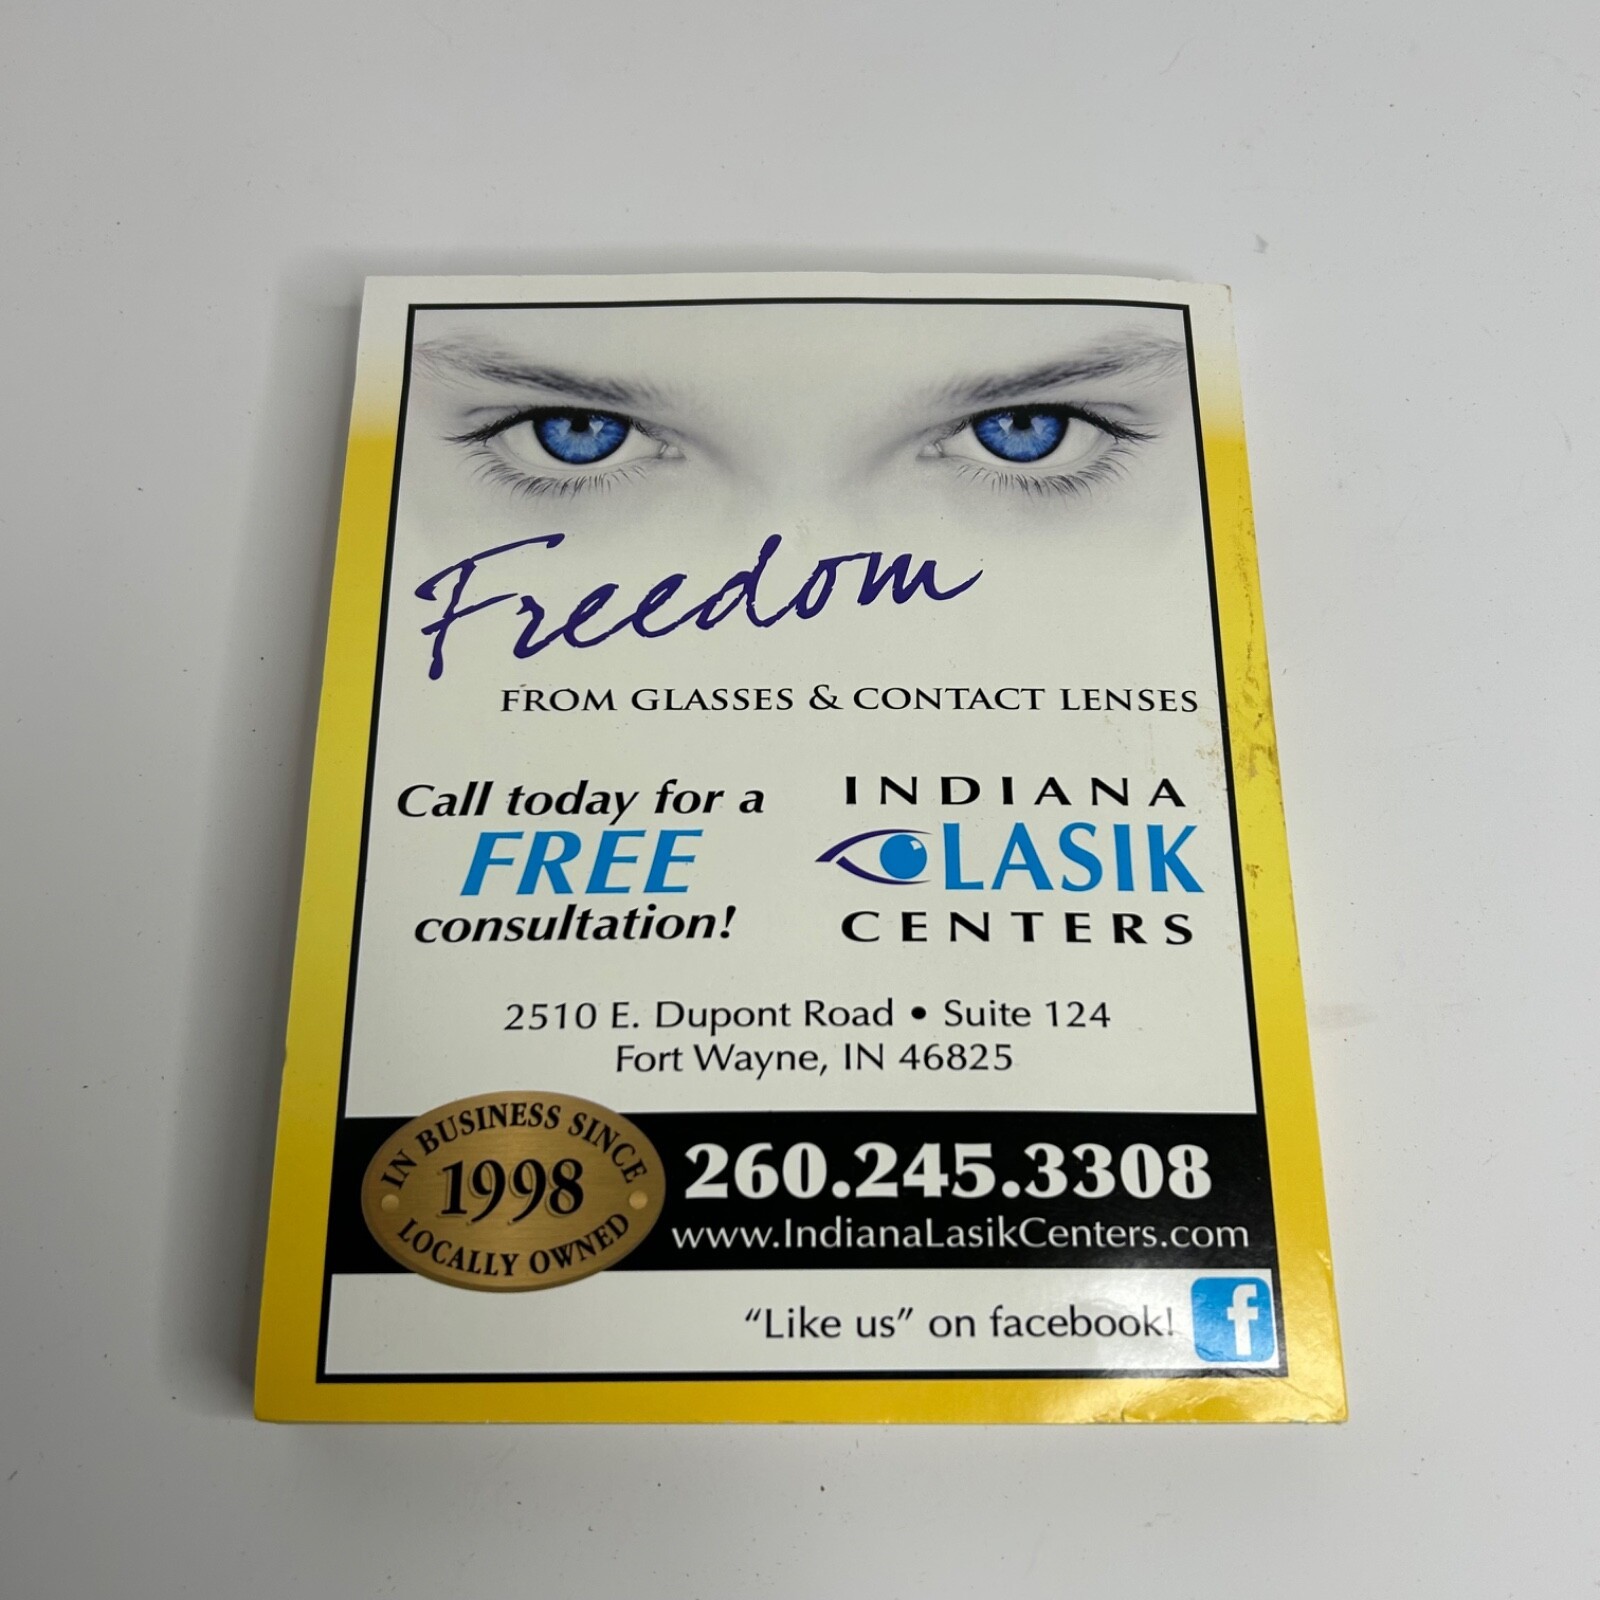 Freedom
FROM GLASSES & CONTACT LENSES
Call today for a
FREE
consultation!
INDIANA
LASIK
CENTERS
2510 E. Dupont Road • Suite 124
Fort Wayne, IN 46825
IN BUSINESS SINCE
1998
LOCALLY OWNED
260.245.3308
www.IndianaLasikCenters.com
“Like us” on facebook!
f